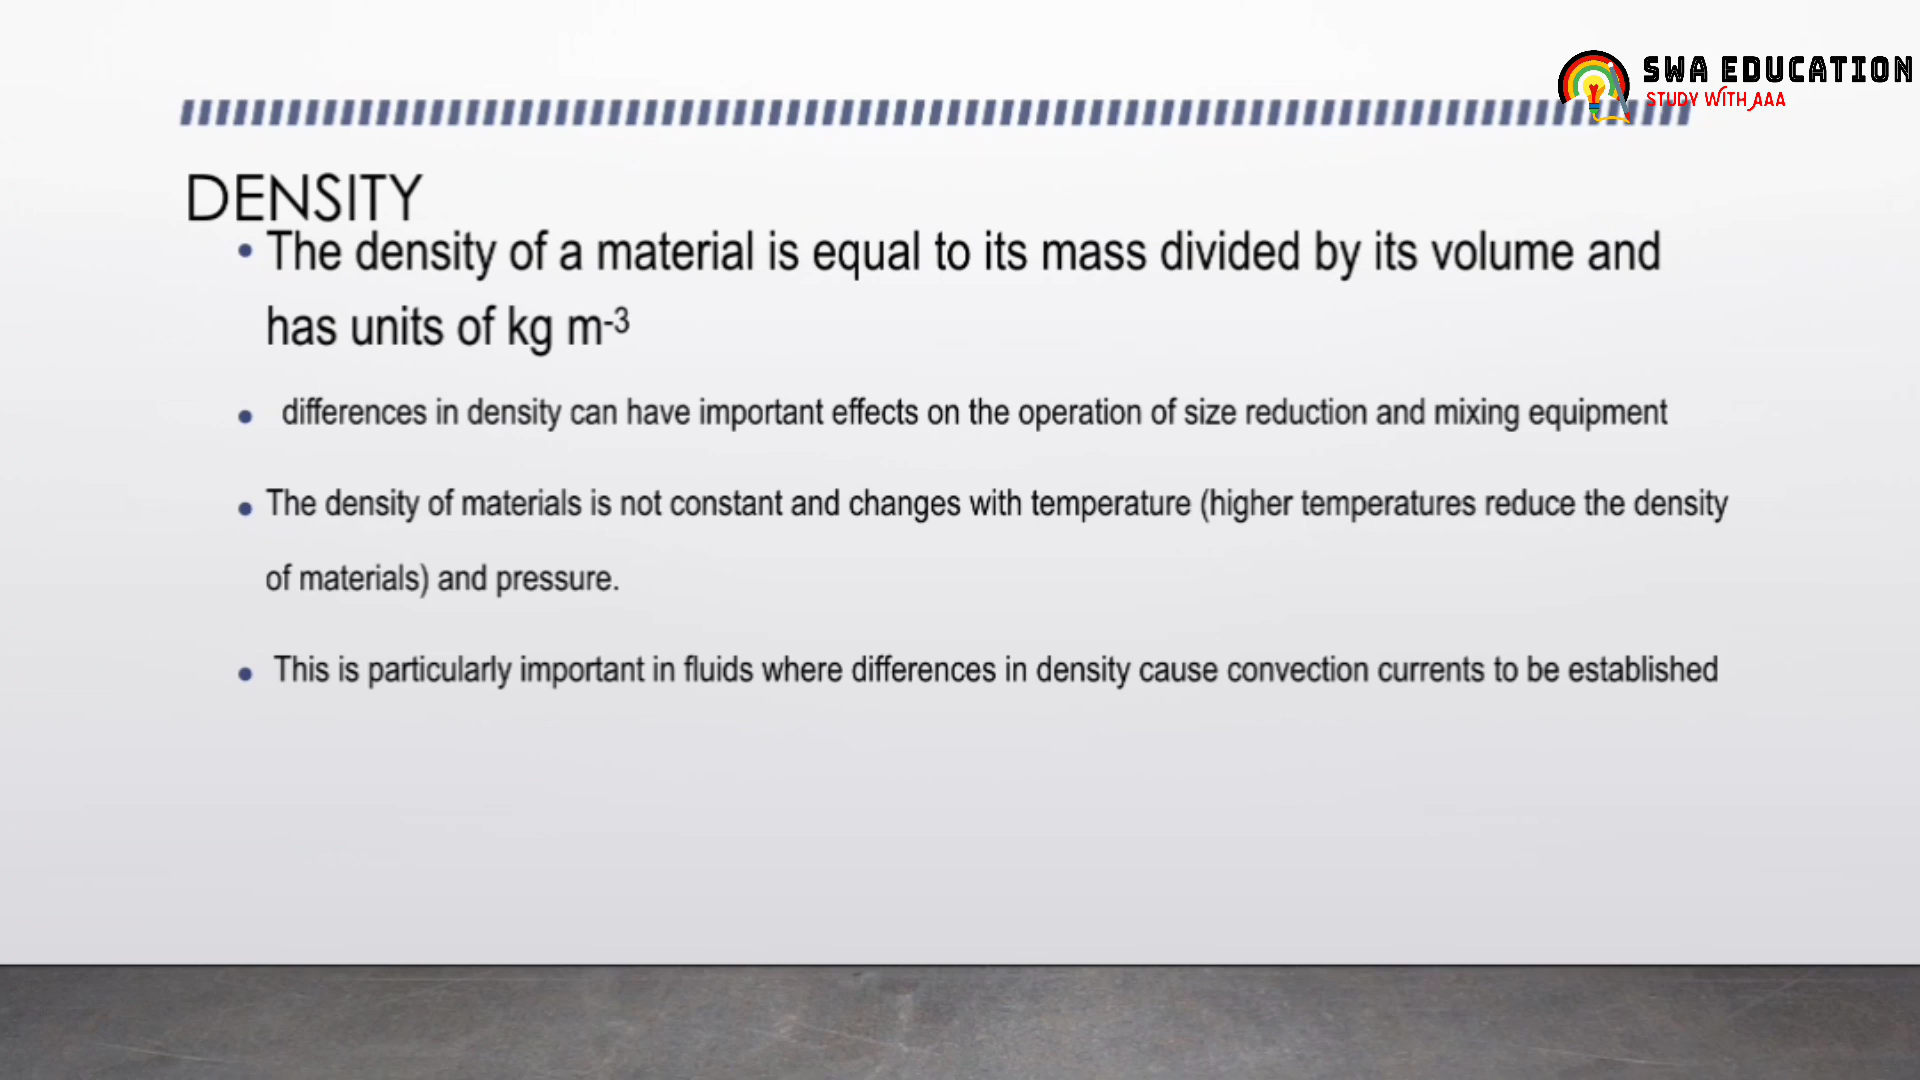 SWA EDUCATION
STUDY WITH AAA
DENSITY
• The density of a material is equal to its mass divided by its volume and
has units of kg m-3
• differences in density can have important effects on the operation of size reduction and mixing equipment
• The density of materials is not constant and changes with temperature (higher temperatures reduce the density
of materials) and pressure.
• This is particularly important in fluids where differences in density cause convection currents to be established